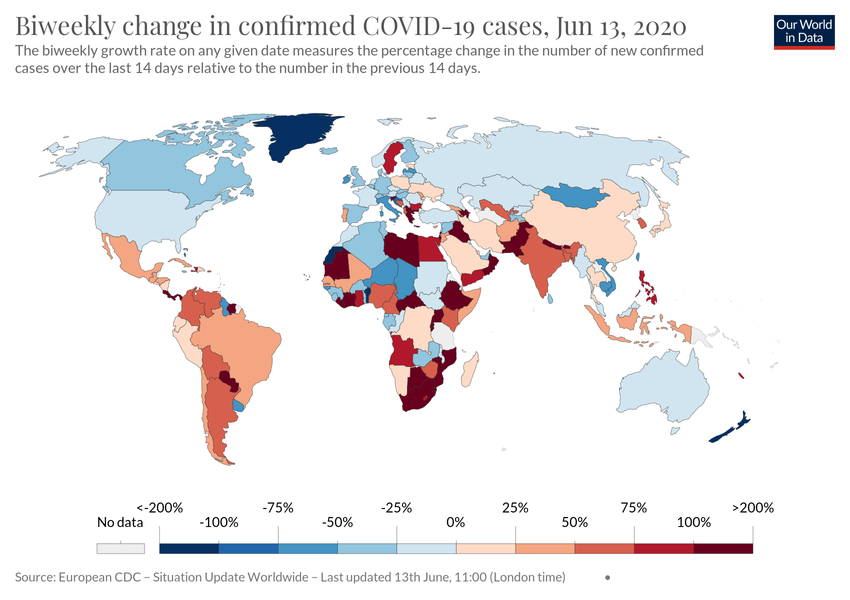 Biweekly change in confirmed COVID-19 cases, Jun 13, 2020
Our World
in Data
The biweekly growth rate on any given date measures the percentage change in the number of new confirmed
cases over the last 14 days relative to the number in the previous 14 days.
<-200% -75% -25% 25% 75% >200%
No data -100% -50% 0% 50% 100%
Source: European CDC – Situation Update Worldwide – Last updated 13th June, 11:00 (London time) •